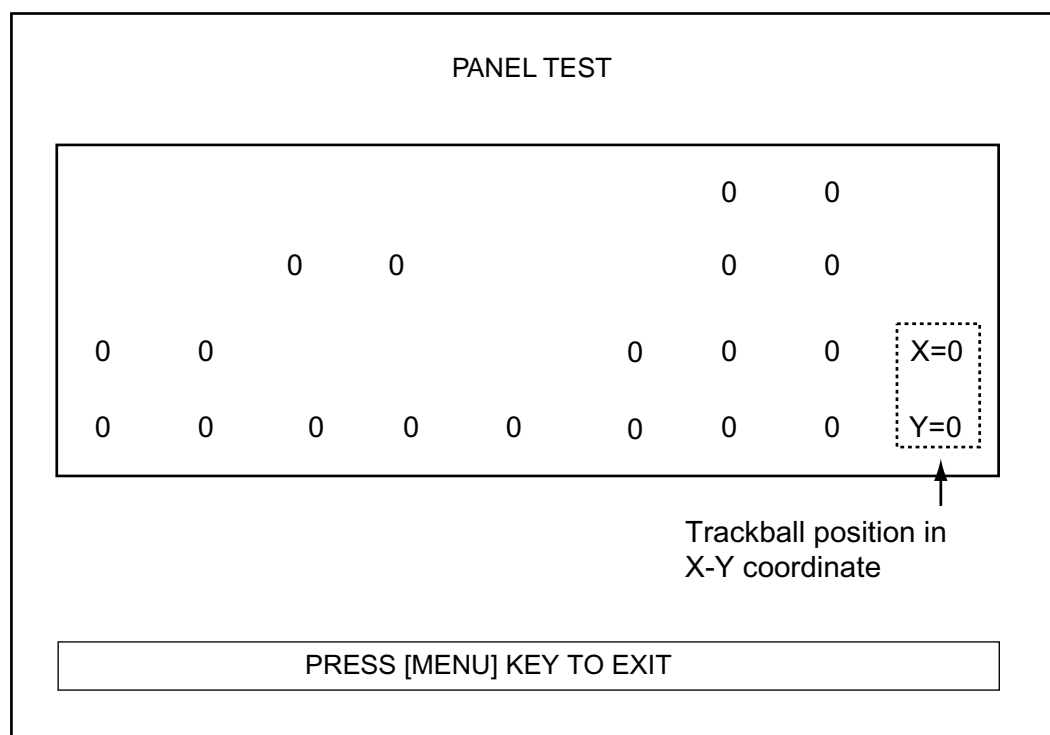 PANEL TEST
0 0
0 0 0 0
0 0 0 0 0 X=0
0 0 0 0 0 0 0 0 Y=0
Trackball position in
X-Y coordinate
PRESS [MENU] KEY TO EXIT